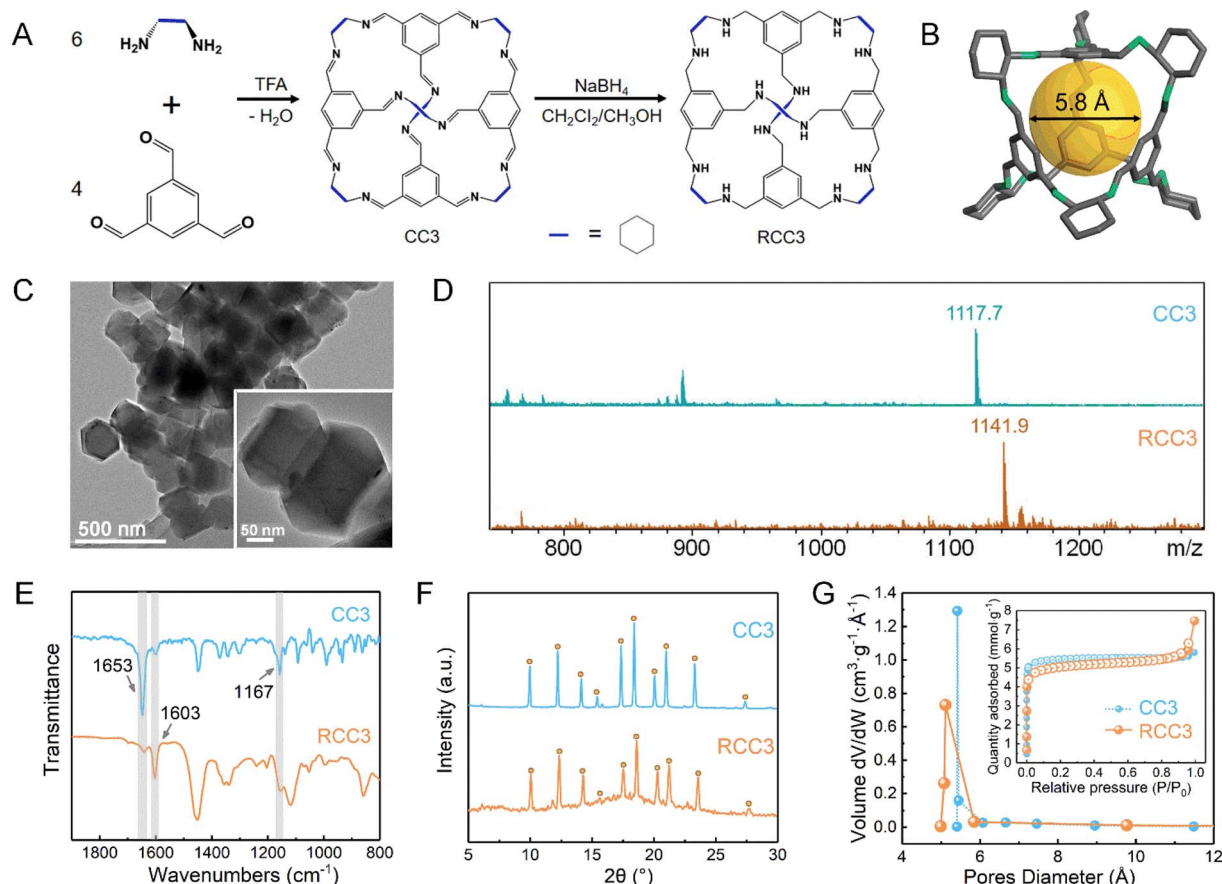 A
6
H₂N
NH₂
+
4
O
O
O
TFA
- H₂O
N
N
N
N
N
N
N
N
N
N
N
N
CC3
NaBH₄
CH₂Cl₂/CH₃OH
=
NH
HN
NH
HN
NH
NH
NH
NH
NH
HN
NH
HN
RCC3
B
5.8 Å
C
500 nm
50 nm
D
1117.7
CC3
1141.9
RCC3
800 900 1000 1100 1200 m/z
E
CC3
1653
1167
1603
RCC3
Transmittance
1800 1600 1400 1200 1000 800
Wavenumbers (cm⁻¹)
F
CC3
RCC3
Intensity (a.u.)
5 10 15 20 25 30
2θ (°)
G
Volume dV/dW (cm³·g⁻¹·Å⁻¹)
1.4
1.2
1.0
0.8
0.6
0.4
0.2
0.0
4 6 8 10 12
Pores Diameter (Å)
Quantity adsorbed (mmol·g⁻¹)
8
7
6
5
4
3
2
1
0
CC3
RCC3
0.0 0.2 0.4 0.6 0.8 1.0
Relative pressure (P/P₀)